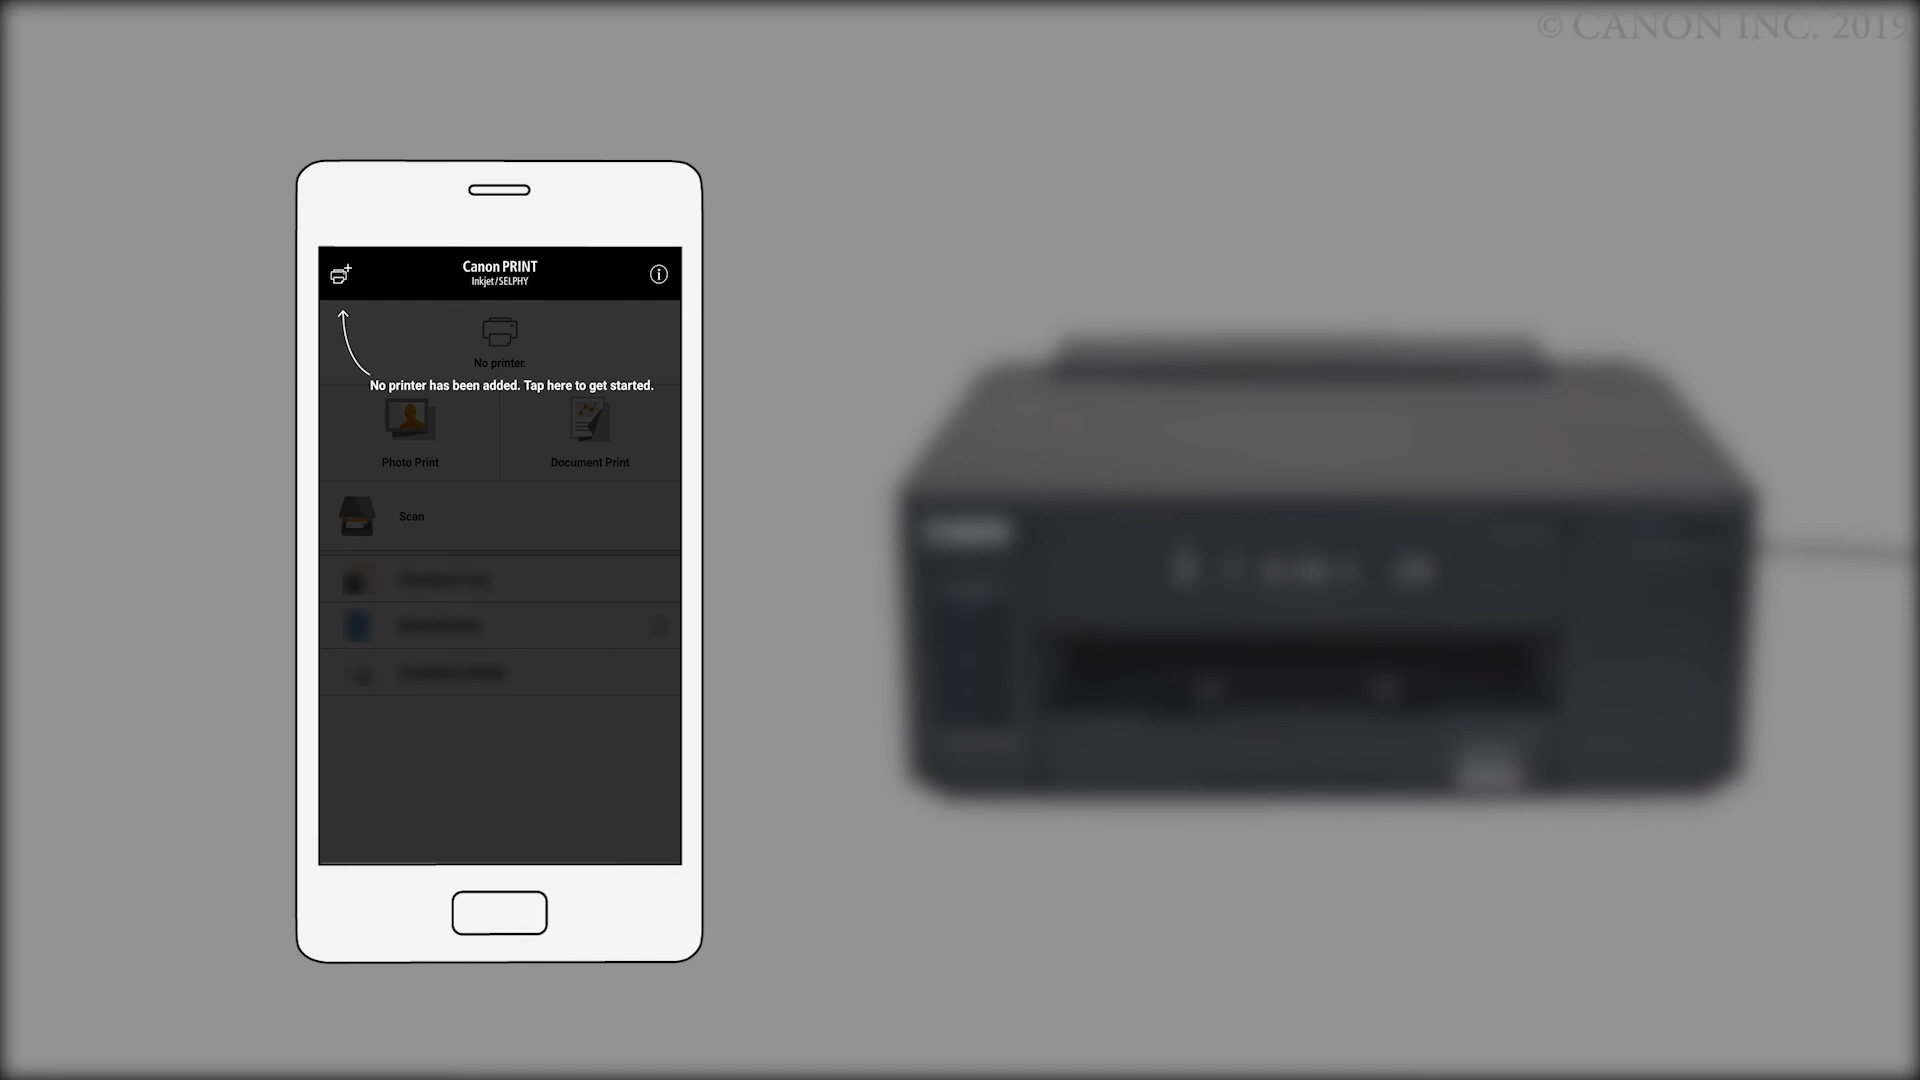 © CANON INC. 2019
Canon PRINT
Inkjet/SELPHY
No printer.
No printer has been added. Tap here to get started.
Photo Print
Document Print
Scan